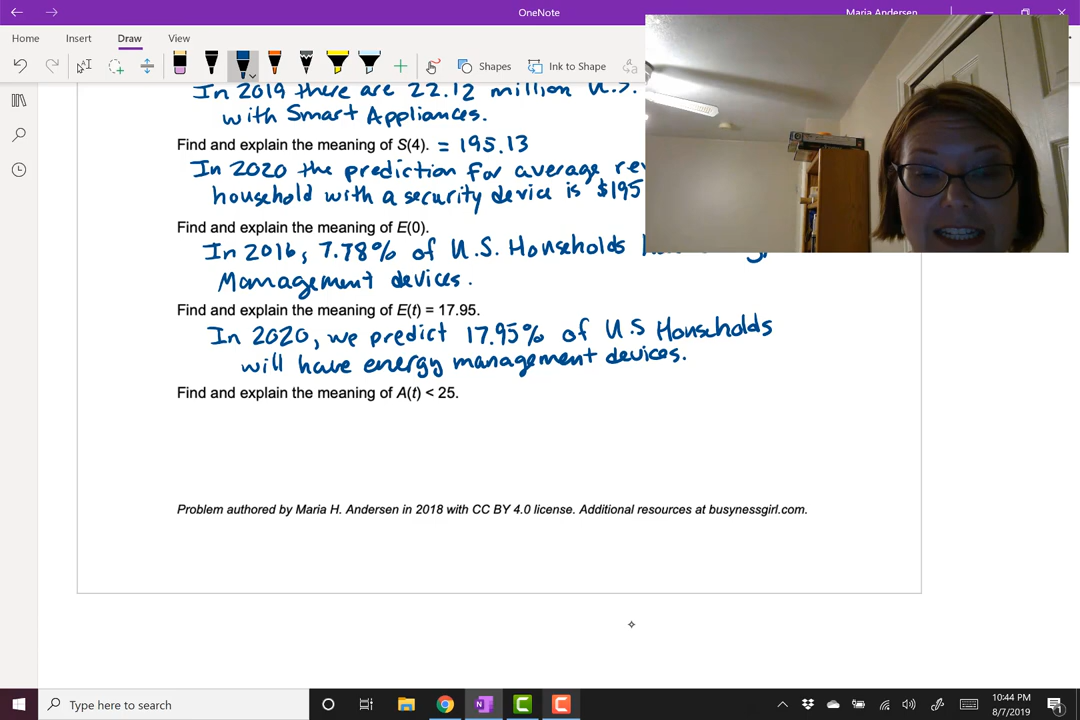 OneNote
Maria Andersen
Home Insert Draw View
Shapes
Ink to Shape
In 2019 there are 22.12 million U.S.
with Smart Appliances.
Find and explain the meaning of S(4). = 195.13
In 2020 the prediction for average
household with a security device is $195
Find and explain the meaning of E(0).
In 2016, 7.78% of U.S. Households
Management devices.
Find and explain the meaning of E(t) = 17.95.
In 2020, we predict 17.95% of U.S Households
will have energy management devices.
Find and explain the meaning of A(t) < 25.
Problem authored by Maria H. Andersen in 2018 with CC BY 4.0 license. Additional resources at busynessgirl.com.
Type here to search
10:44 PM
8/7/2019